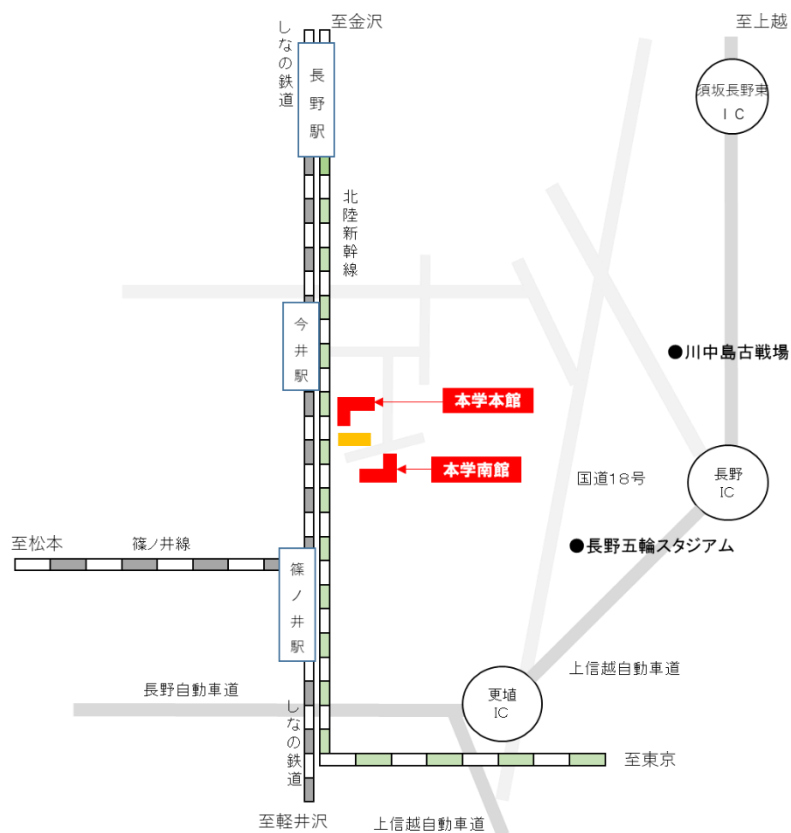 至金沢
至上越
しなの鉄道
長野駅
須坂長野東
ＩＣ
北陸新幹線
今井駅
●川中島古戦場
本学本館
本学南館
国道18号
長野
IC
至松本
篠ノ井線
●長野五輪スタジアム
篠ノ井駅
上信越自動車道
長野自動車道
更埴
IC
しなの鉄道
至東京
至軽井沢
上信越自動車道